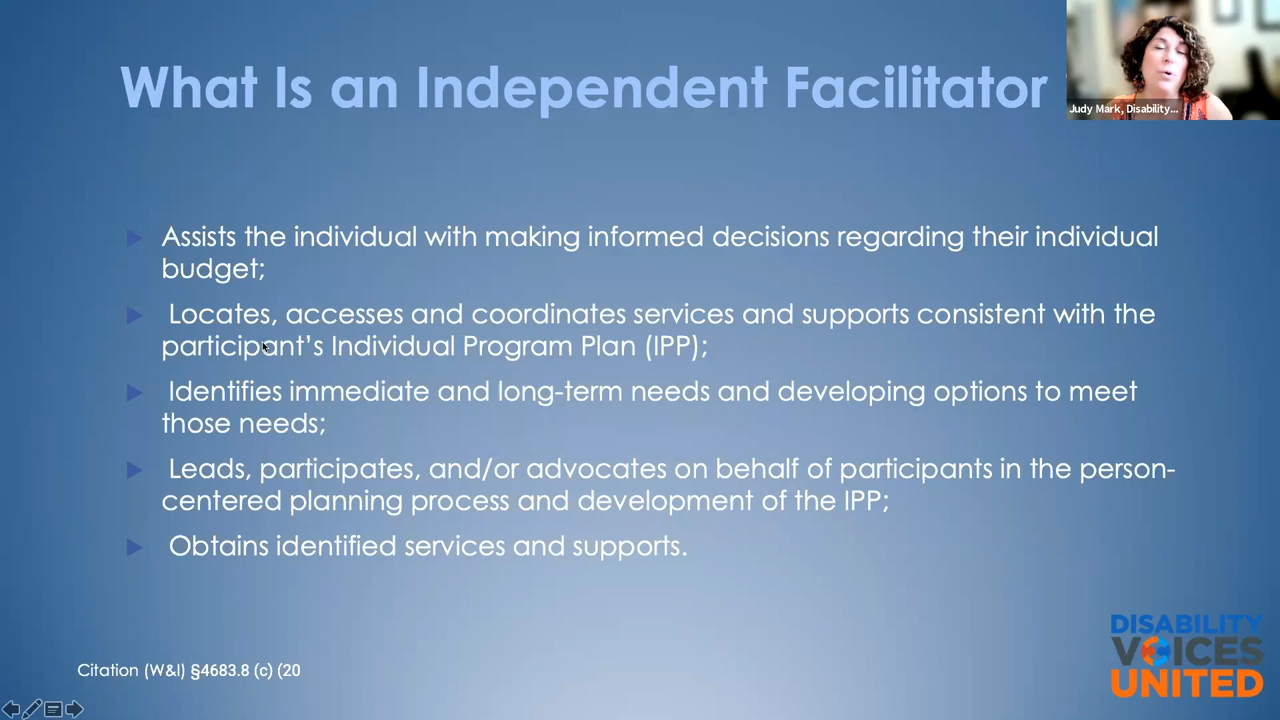 What Is an Independent Facilitator
Judy Mark, Disability...
Assists the individual with making informed decisions regarding their individual
budget;
Locates, accesses and coordinates services and supports consistent with the
participant’s Individual Program Plan (IPP);
Identifies immediate and long-term needs and developing options to meet
those needs;
Leads, participates, and/or advocates on behalf of participants in the person-
centered planning process and development of the IPP;
Obtains identified services and supports.
Citation (W&I) §4683.8 (c) (20
DISABILITY
VOICES
UNITED